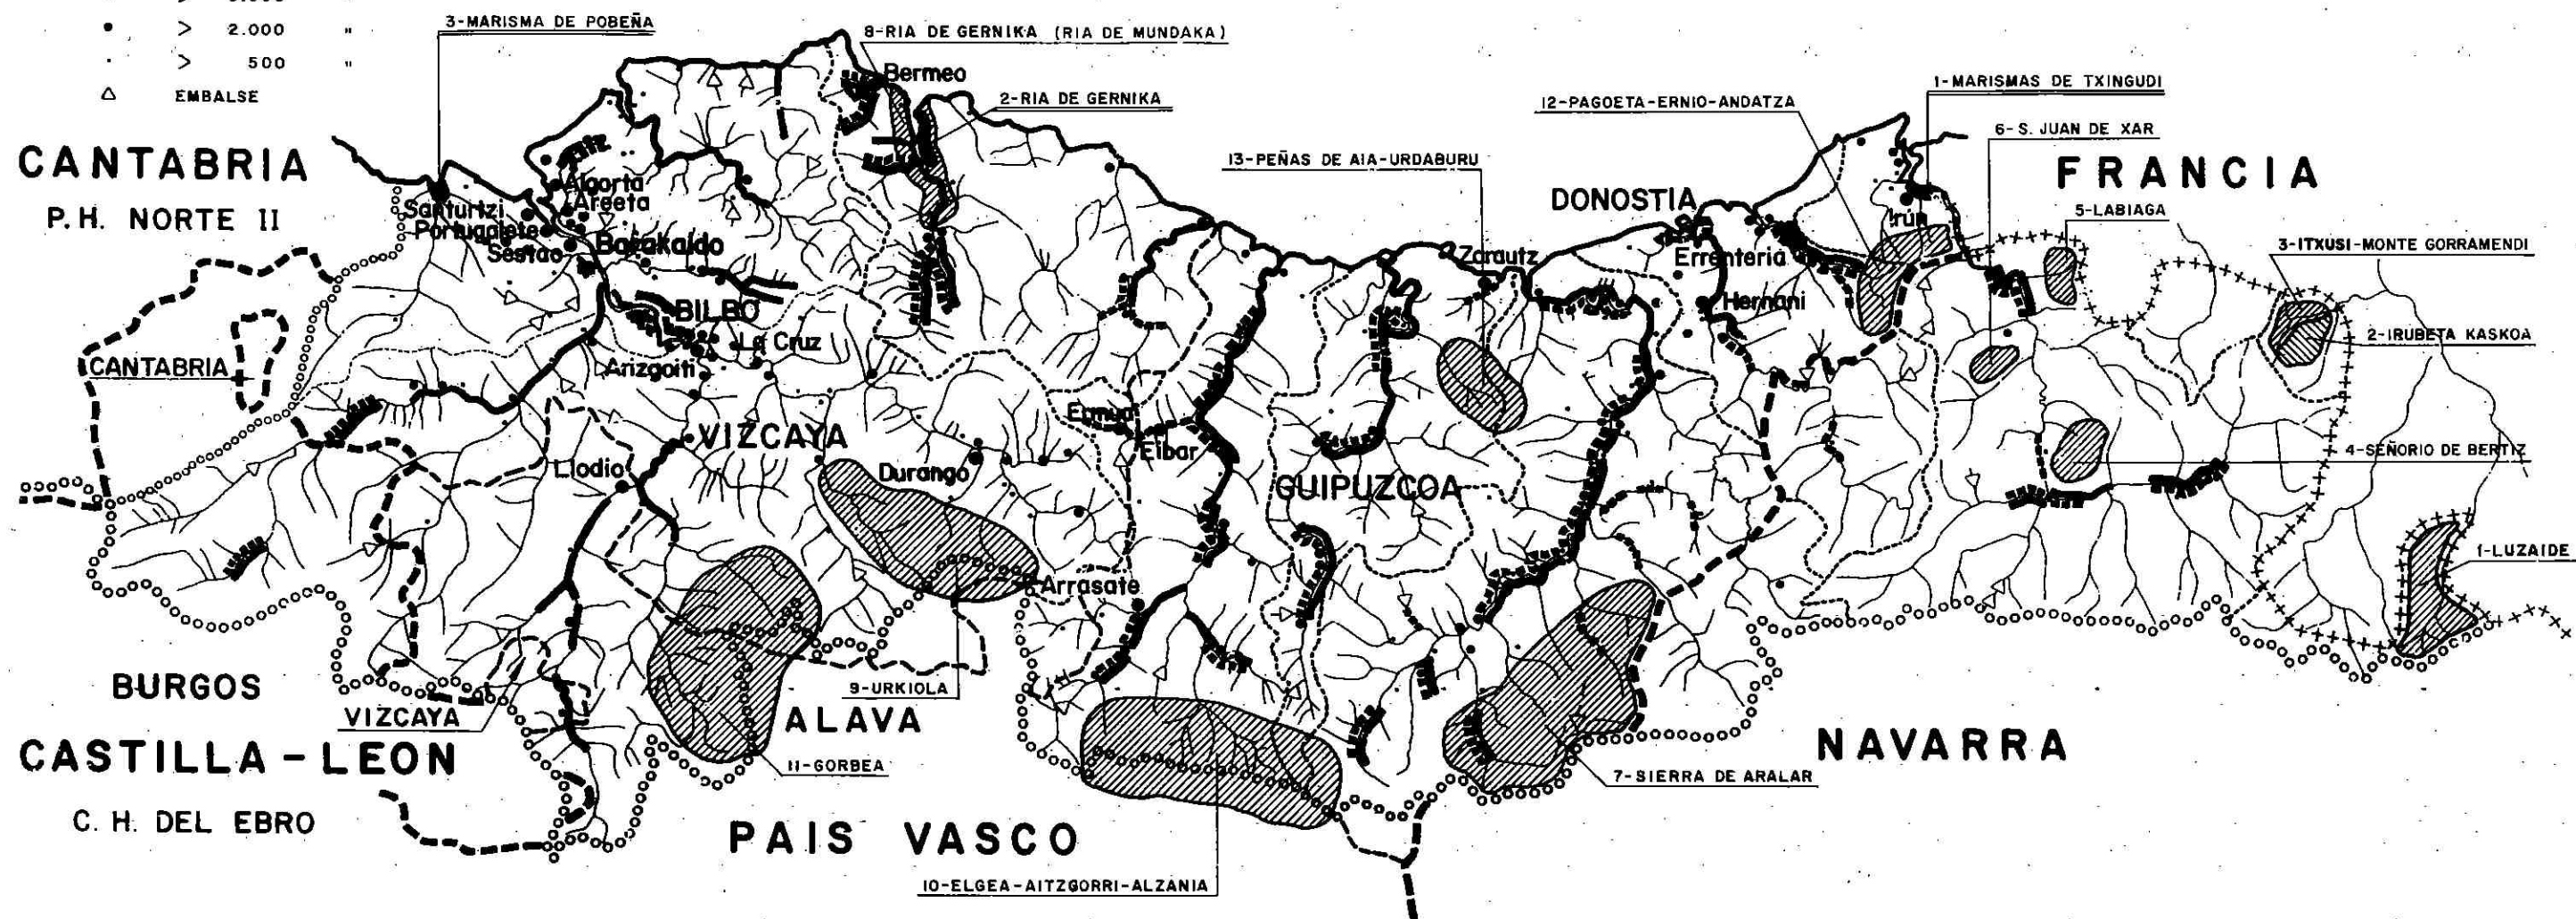 > 2.000 "
> 500 "
EMBALSE
3-MARISMA DE POBEÑA
8-RIA DE GERNIKA (RIA DE MUNDAKA)
Bermeo
2-RIA DE GERNIKA
1-MARISMAS DE TXINGUDI
12-PAGOETA-ERNIO-ANDATZA
6-S. JUAN DE XAR
13-PEÑAS DE AIA-URDABURU
CANTABRIA
P.H. NORTE II
FRANCIA
DONOSTIA
5-LABIAGA
Algorta
Areeta
Santurtzi
Portugalete
Sestao
Barakaldo
Irún
Errenteria
Zarautz
3-ITXUSI-MONTE GORRAMENDI
Hernani
BILBO
La Cruz
Arizgoiti
CANTABRIA
2-IRUBETA KASKOA
Ermua
Eibar
VIZCAYA
Llodio
Durango
GUIPUZCOA
4-SEÑORIO DE BERTIZ
1-LUZAIDE
Arrasate
BURGOS
9-URKIOLA
VIZCAYA
ALAVA
CASTILLA-LEON
NAVARRA
11-GORBEA
7-SIERRA DE ARALAR
C. H. DEL EBRO
PAIS VASCO
10-ELGEA-AITZGORRI-ALZANIA